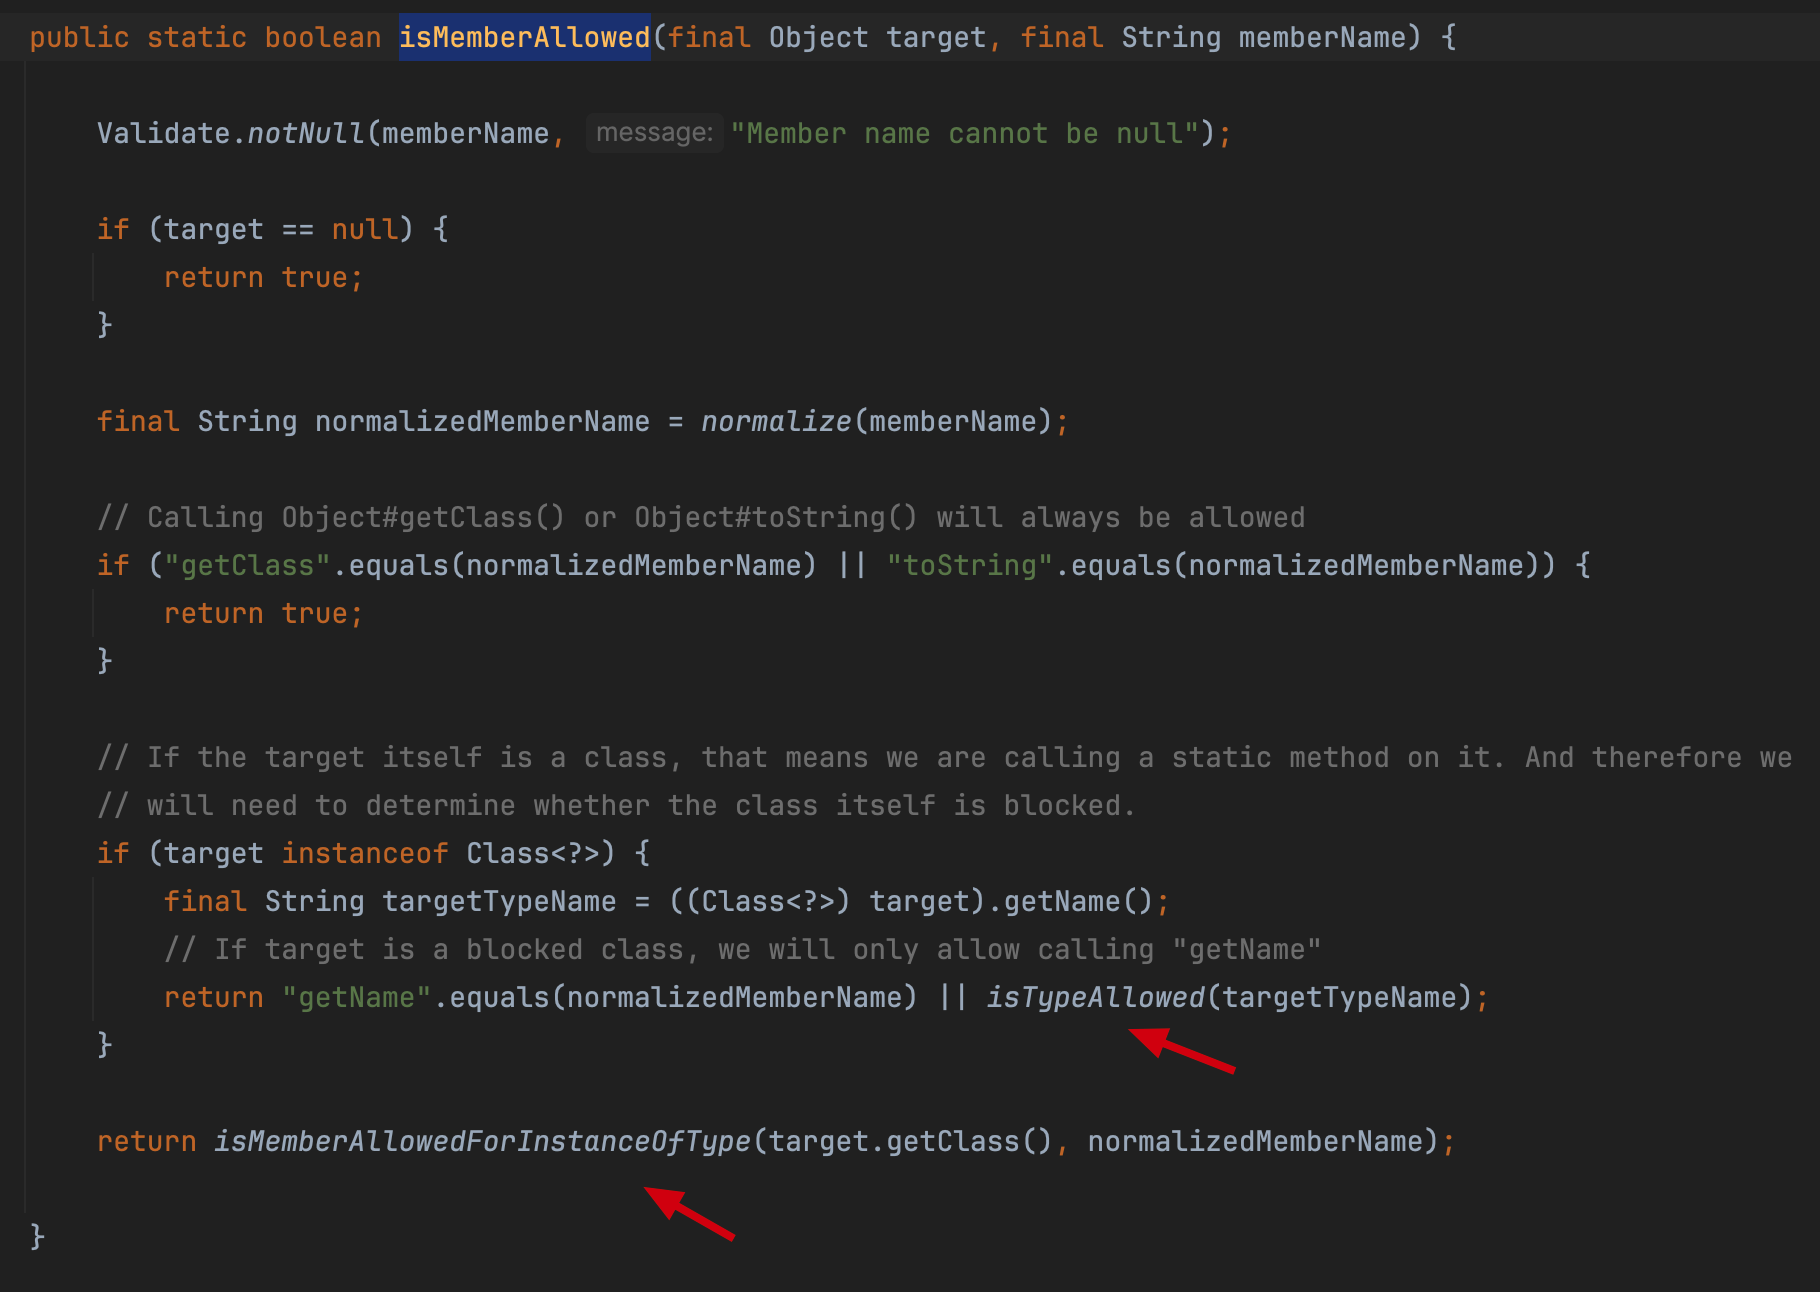 public static boolean isMemberAllowed(final Object target, final String memberName) {
Validate.notNull(memberName, message: "Member name cannot be null");
if (target == null) {
return true;
}
final String normalizedMemberName = normalize(memberName);
// Calling Object#getClass() or Object#toString() will always be allowed
if ("getClass".equals(normalizedMemberName) || "toString".equals(normalizedMemberName)) {
return true;
}
// If the target itself is a class, that means we are calling a static method on it. And therefore we
// will need to determine whether the class itself is blocked.
if (target instanceof Class<?>) {
final String targetTypeName = ((Class<?>) target).getName();
// If target is a blocked class, we will only allow calling "getName"
return "getName".equals(normalizedMemberName) || isTypeAllowed(targetTypeName);
}
return isMemberAllowedForInstanceOfType(target.getClass(), normalizedMemberName);
}